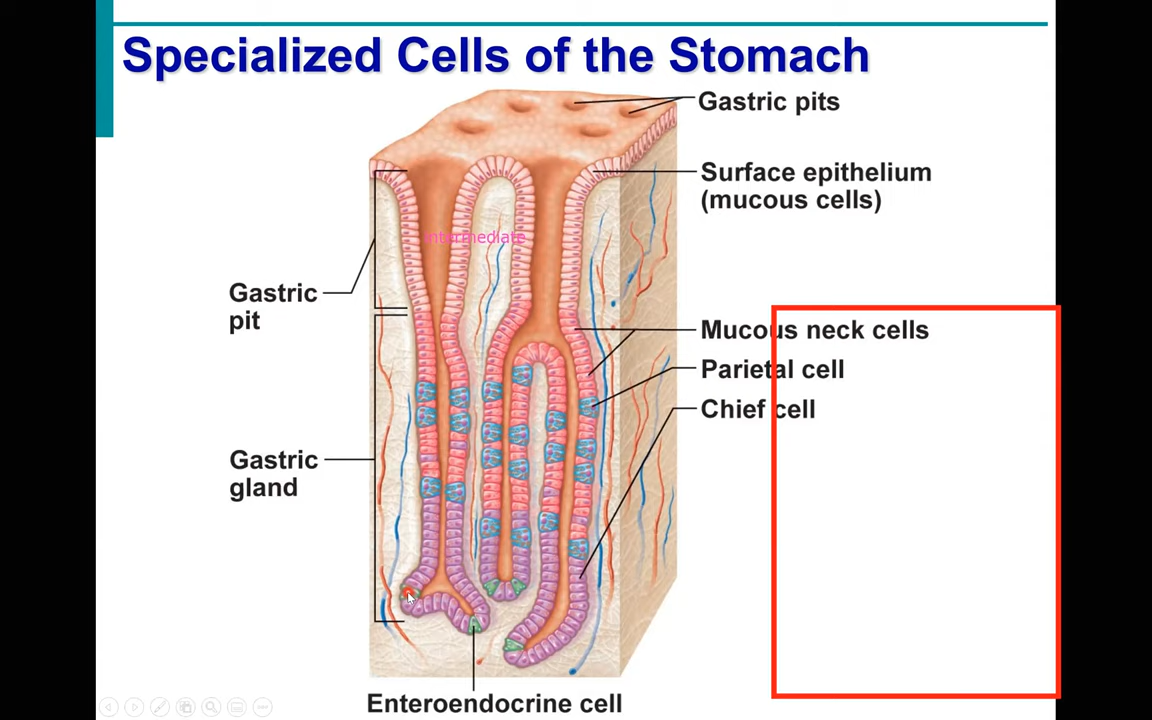 Specialized Cells of the Stomach
Gastric pits
Surface epithelium
(mucous cells)
intermediate
Gastric
pit
Mucous neck cells
Parietal cell
Chief cell
Gastric
gland
Enteroendocrine cell